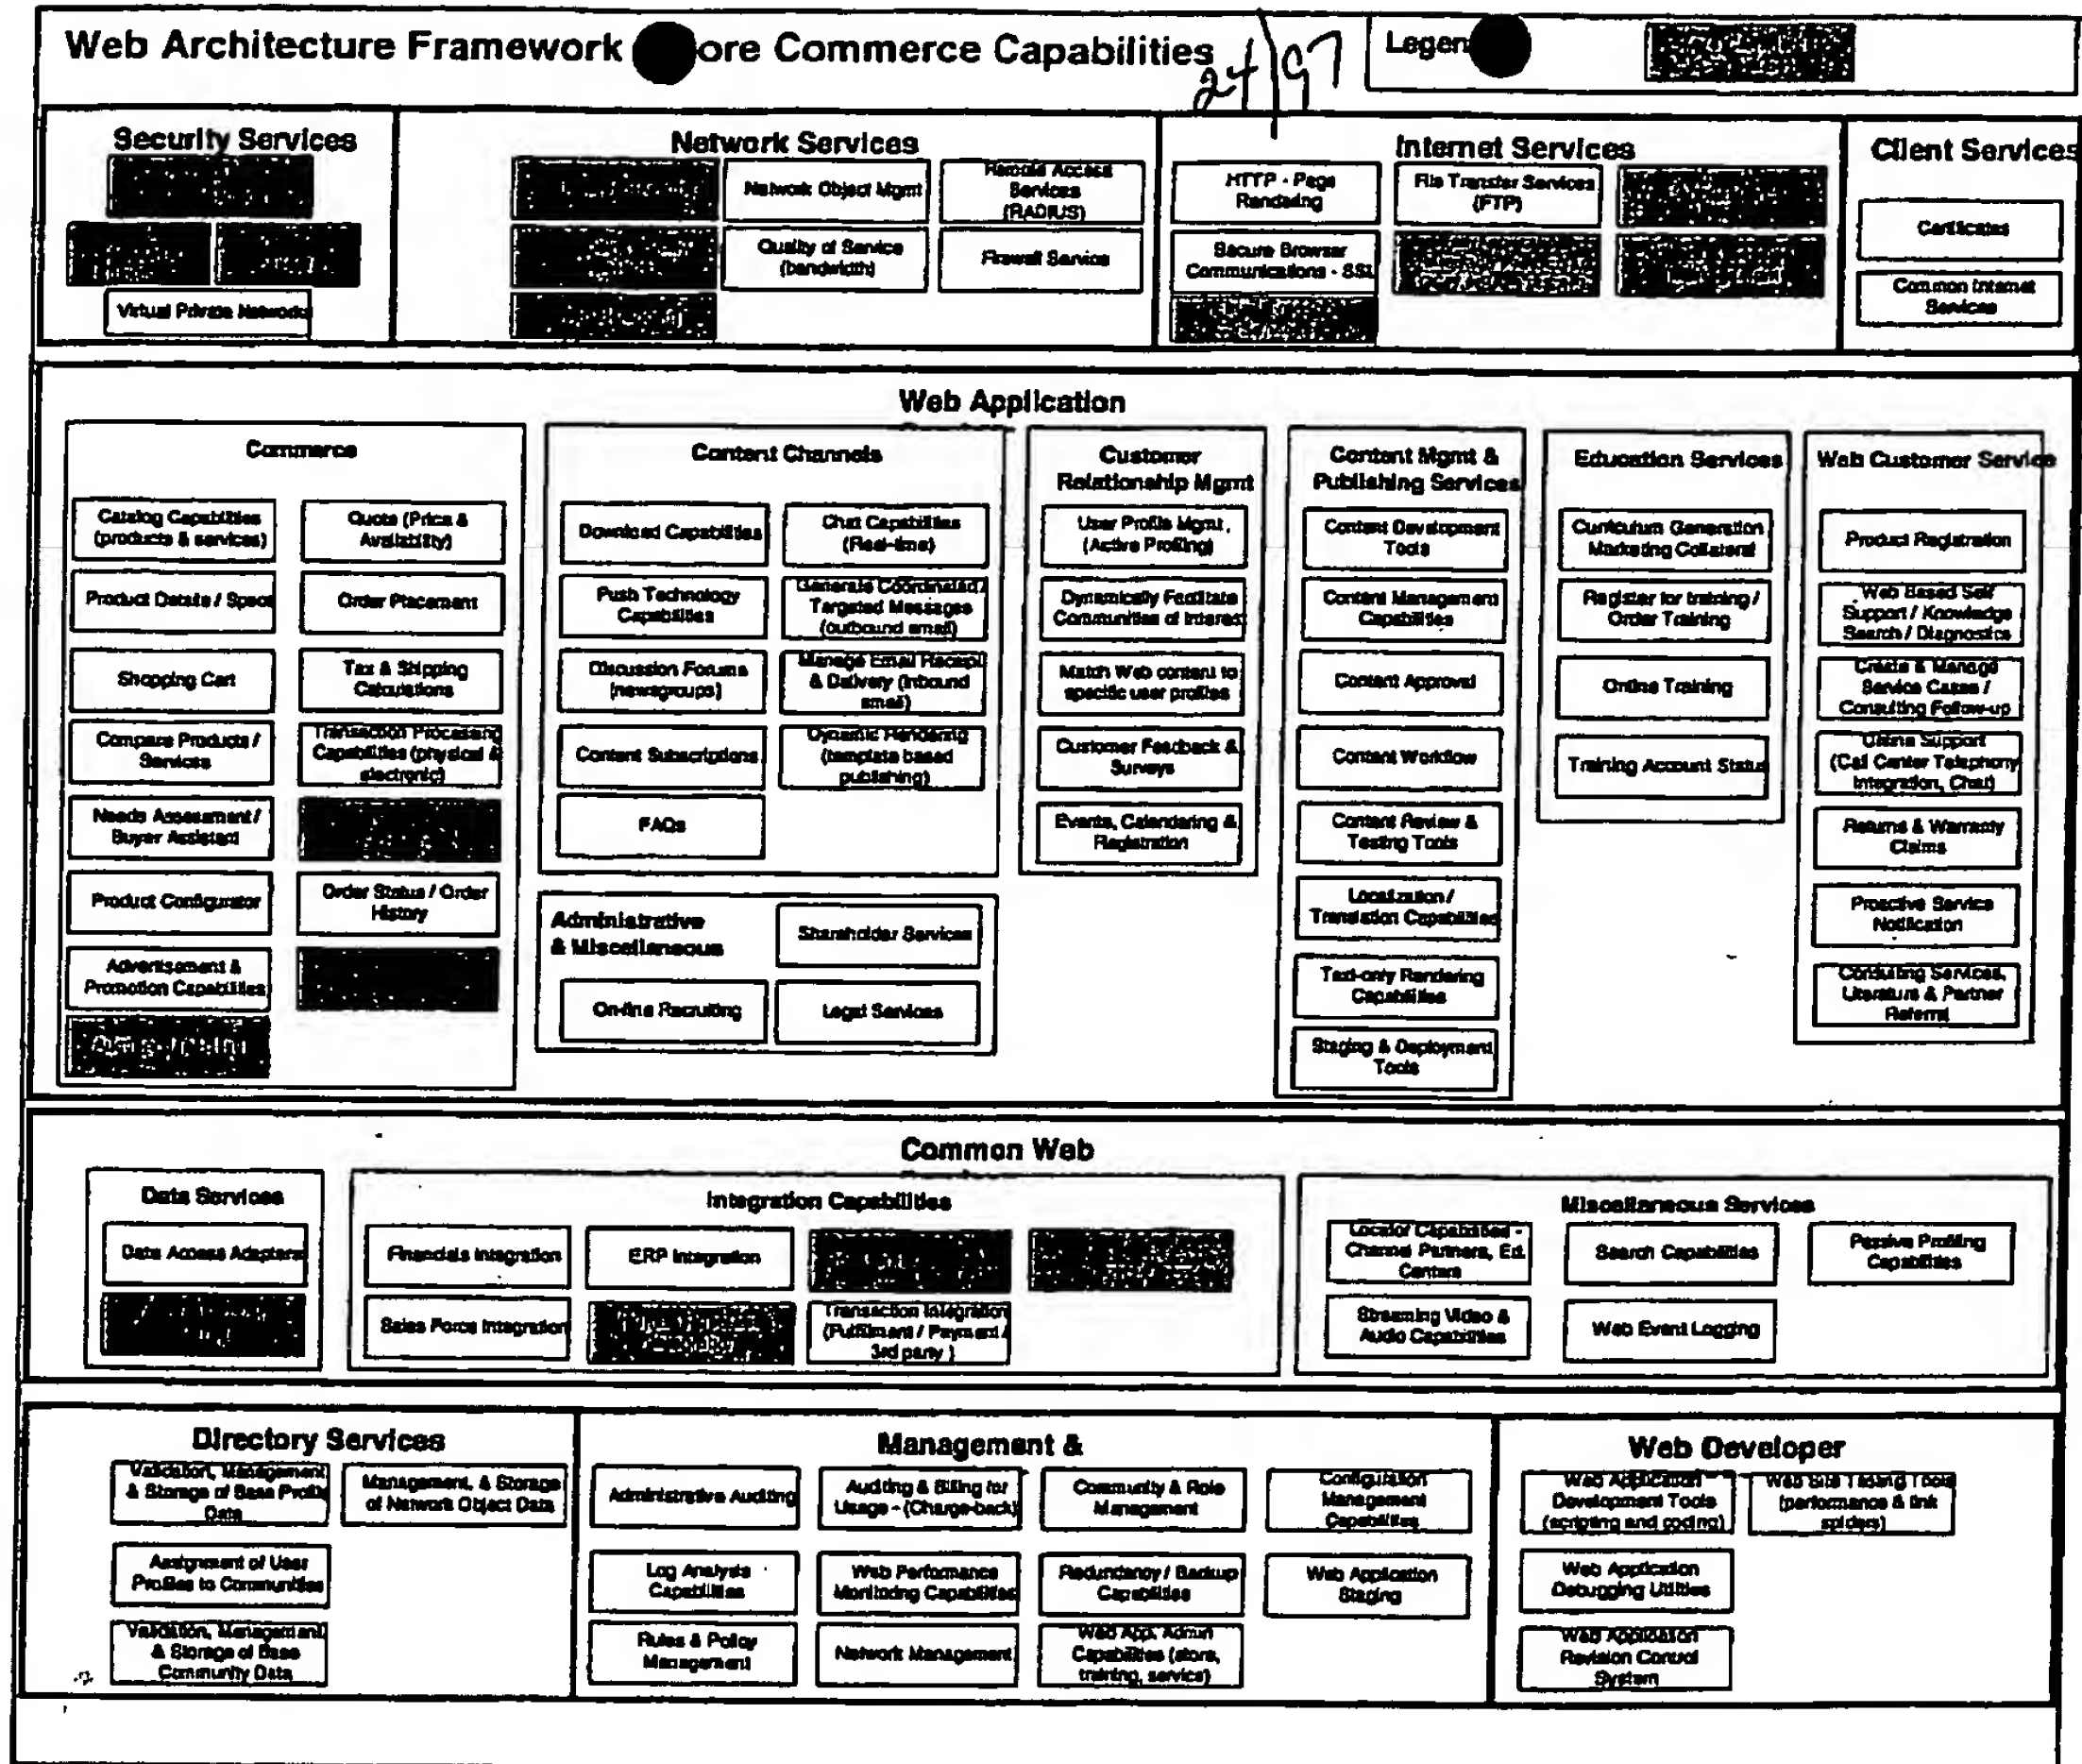 Web Architecture Framework ore Commerce Capabilities
24/97
Legen
Security Services
Virtual Private Networks
Network Services
Network Object Mgmt
Remote Access
Services
(RADIUS)
Quality of Service
(bandwidth)
Firewall Service
Internet Services
HTTP - Page
Rendering
File Transfer Services
(FTP)
Secure Browser
Communications - SSL
Client Services
Certificates
Common Internet
Services
Web Application
Commerce
Catalog Capabilities
(products & services)
Quote (Price &
Availability)
Product Details / Specs
Order Placement
Shopping Cart
Tax & Shipping
Calculations
Compare Products /
Services
Transaction Processing
Capabilities (physical &
electronic)
Needs Assessment /
Buyer Assistant
Product Configurator
Order Status / Order
History
Advertisement &
Promotion Capabilities
Content Channels
Download Capabilities
Chat Capabilities
(Real-time)
Push Technology
Capabilities
Generate Coordinated /
Targeted Messages
(outbound email)
Discussion Forums
(newsgroups)
Manage Email Receipt
& Delivery (inbound
email)
Content Subscriptions
Dynamic Rendering
(template based
publishing)
FAQs
Administrative
& Miscellaneous
Shareholder Services
On-line Recruiting
Legal Services
Customer
Relationship Mgmt
User Profile Mgmt,
(Active Profiling)
Dynamically Facilitate
Communities of Interest
Match Web content to
specific user profiles
Customer Feedback &
Surveys
Events, Calendaring &
Registration
Content Mgmt &
Publishing Services
Content Development
Tools
Content Management
Capabilities
Content Approval
Content Workflow
Content Review &
Testing Tools
Localization /
Translation Capabilities
Text-only Rendering
Capabilities
Staging & Deployment
Tools
Education Services
Curriculum Generation
Marketing Collateral
Register for training /
Order Training
Online Training
Training Account Status
Web Customer Service
Product Registration
Web Based Self
Support / Knowledge
Search / Diagnostics
Create & Manage
Service Cases /
Consulting Follow-up
Online Support
(Call Center Telephony
Integration, Chat)
Returns & Warranty
Claims
Proactive Service
Notification
Consulting Services,
Literature & Partner
Referral
Common Web
Data Services
Data Access Adapters
Integration Capabilities
Financials Integration
ERP Integration
Sales Force Integration
Transaction Integration
(Fulfillment / Payment /
3rd party )
Miscellaneous Services
Locator Capabilities -
Channel Partners, Ed.
Centers
Search Capabilities
Passive Profiling
Capabilities
Streaming Video &
Audio Capabilities
Web Event Logging
Directory Services
Validation, Management
& Storage of Base Profile
Data
Management, & Storage
of Network Object Data
Assignment of User
Profiles to Communities
Validation, Management
& Storage of Base
Community Data
Management &
Administrative Auditing
Auditing & Billing for
Usage - (Charge-back)
Community & Role
Management
Configuration
Management
Capabilities
Log Analysis
Capabilities
Web Performance
Monitoring Capabilities
Redundancy / Backup
Capabilities
Web Application
Staging
Rules & Policy
Management
Network Management
Web App. Admin
Capabilities (store,
training, service)
Web Developer
Web Application
Development Tools
(scripting and coding)
Web Site Testing Tools
(performance & link
spiders)
Web Application
Debugging Utilities
Web Application
Revision Control
System